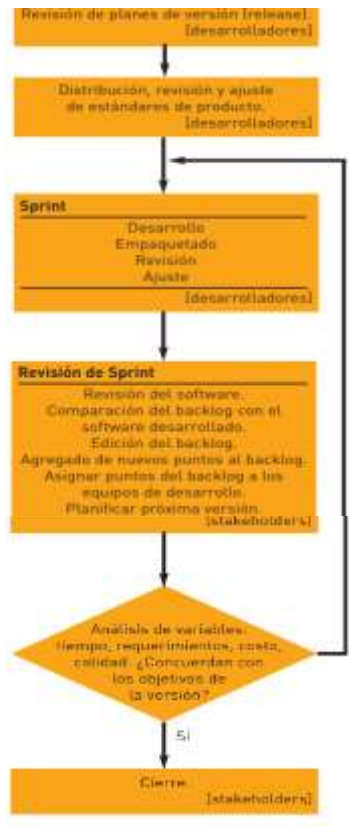 Revisión de planes de versión [release].
[desarrolladores]
Distribución, revisión y ajuste
de estándares de producto.
[desarrolladores]
Sprint
Desarrollo
Empaquetado
Revisión
Ajuste
[desarrolladores]
Revisión de Sprint
Revisión del software.
Comparación del backlog con el
software desarrollado.
Edición del backlog.
Agregado de nuevos puntos al backlog.
Asignar puntos del backlog a los
equipos de desarrollo.
Planificar próxima versión.
[stakeholders]
Análisis de variables:
tiempo, requerimientos, costo,
calidad. ¿Concuerdan con
los objetivos de
la versión?
Si
Cierre.
[stakeholders]